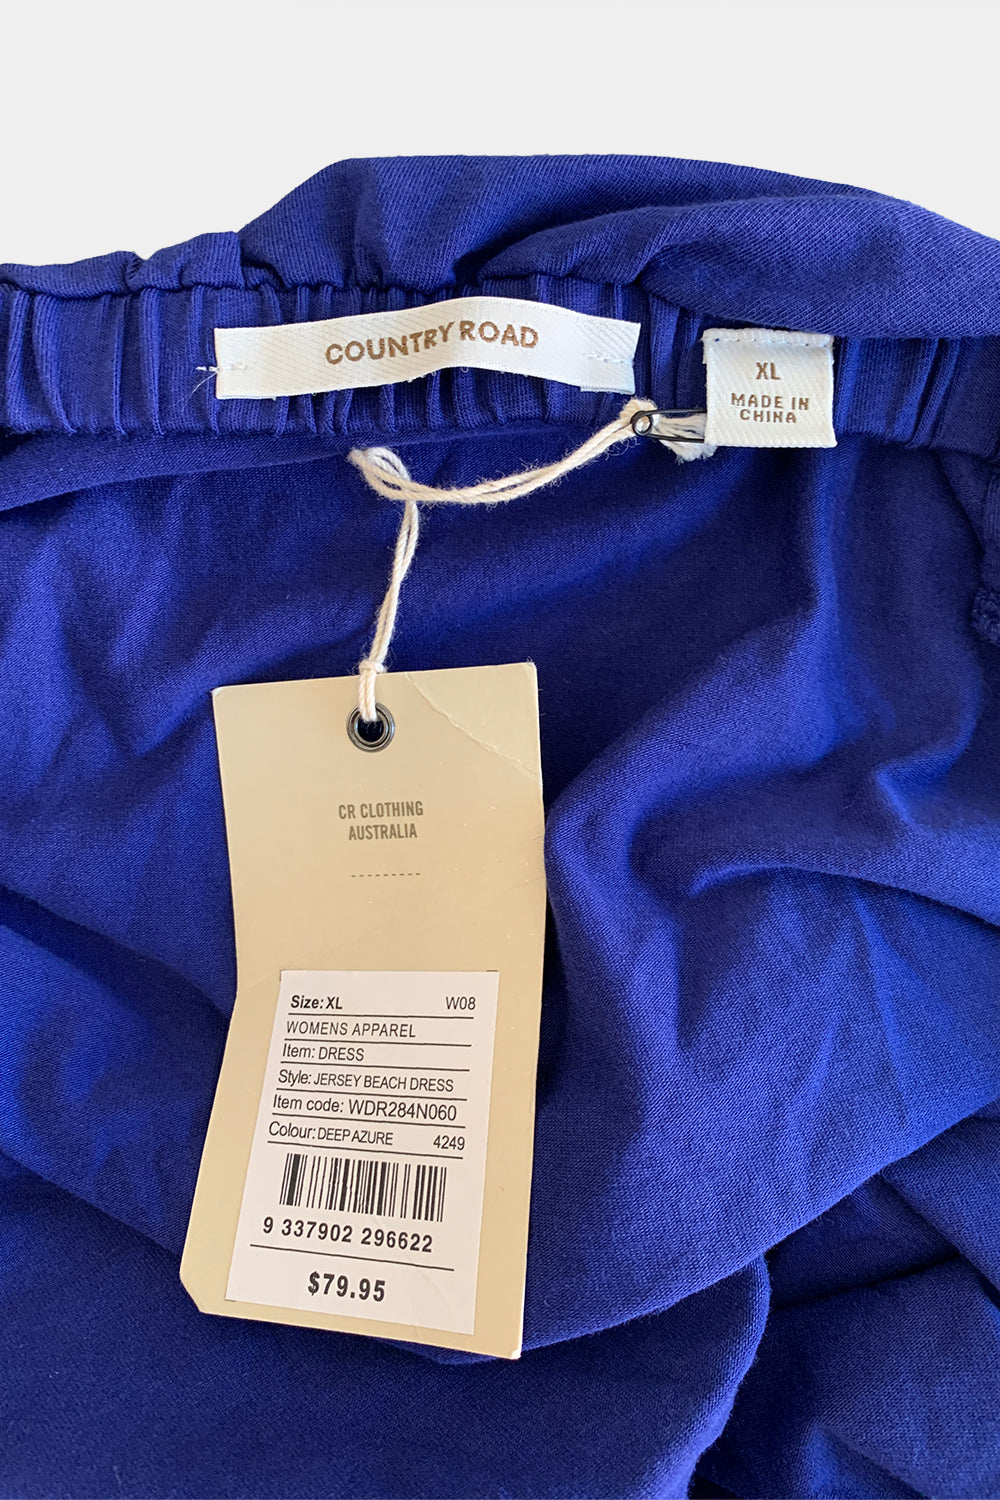 COUNTRY ROAD
XL
MADE IN
CHINA
CR CLOTHING
AUSTRALIA
Size: XL W08
WOMENS APPAREL
Item: DRESS
Style: JERSEY BEACH DRESS
Item code: WDR284N060
Colour: DEEP AZURE 4249
9 337902 296622
$79.95